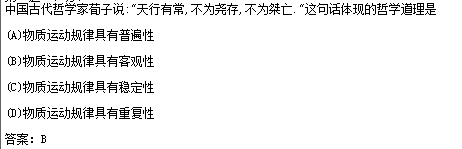 中国古代哲学家荀子说:“天行有常,不为尧存,不为桀亡.“这句话体现的哲学道理是
(A)物质运动规律具有普遍性
(B)物质运动规律具有客观性
(C)物质运动规律具有稳定性
(D)物质运动规律具有重复性
答案: B